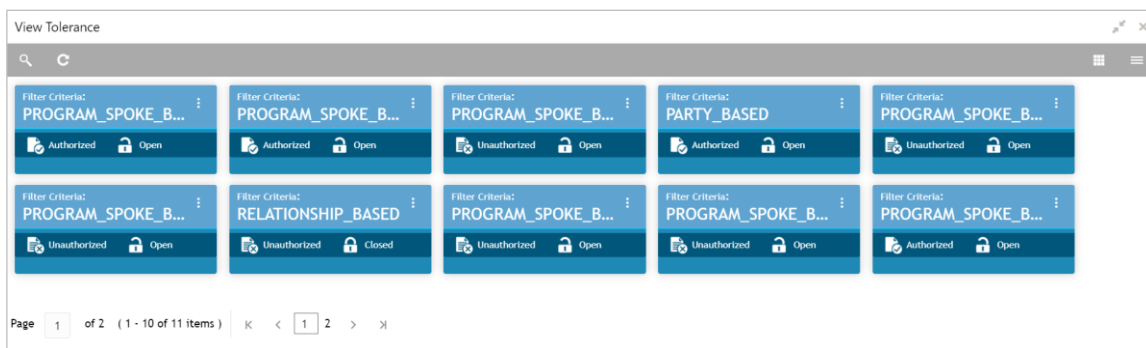 View Tolerance
Filter Criteria: Filter Criteria: Filter Criteria: Filter Criteria: Filter Criteria:
PROGRAM_SPOKE_B... PROGRAM_SPOKE_B... PROGRAM_SPOKE_B... PARTY_BASED PROGRAM_SPOKE_B...
Authorized Open Authorized Open Unauthorized Open Authorized Open Unauthorized Open
Filter Criteria: Filter Criteria: Filter Criteria: Filter Criteria: Filter Criteria:
PROGRAM_SPOKE_B... RELATIONSHIP_BASED PROGRAM_SPOKE_B... PROGRAM_SPOKE_B... PROGRAM_SPOKE_B...
Unauthorized Open Unauthorized Closed Unauthorized Open Unauthorized Open Authorized Open
Page 1 of 2 ( 1 - 10 of 11 items ) 1 2